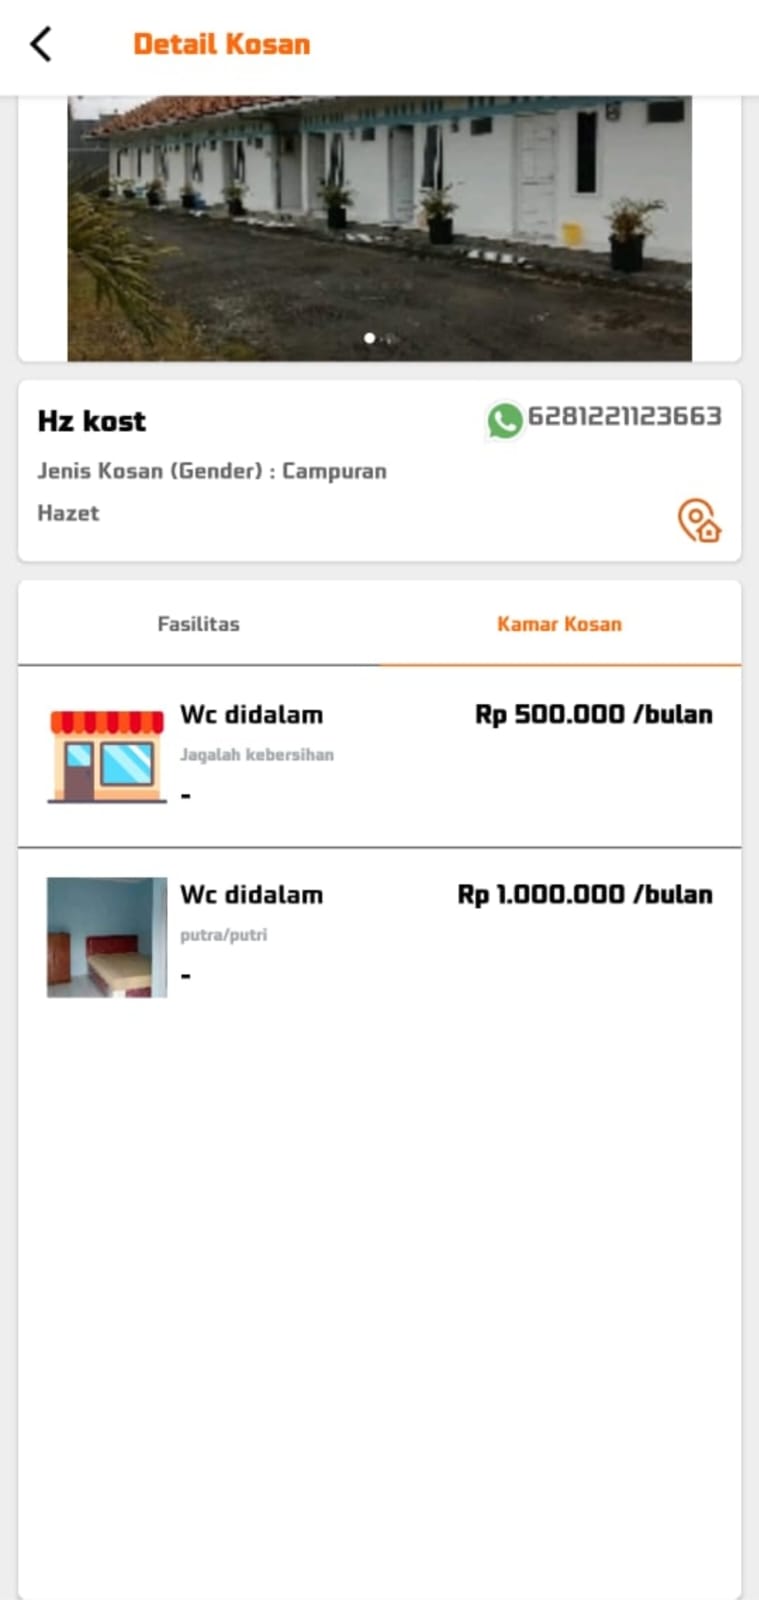 Detail Kosan
Hz kost
6281221123663
Jenis Kosan (Gender) : Campuran
Hazet
Fasilitas
Kamar Kosan
Wc didalam
Rp 500.000 /bulan
Jagalah kebersihan
-
Wc didalam
Rp 1.000.000 /bulan
putra/putri
-